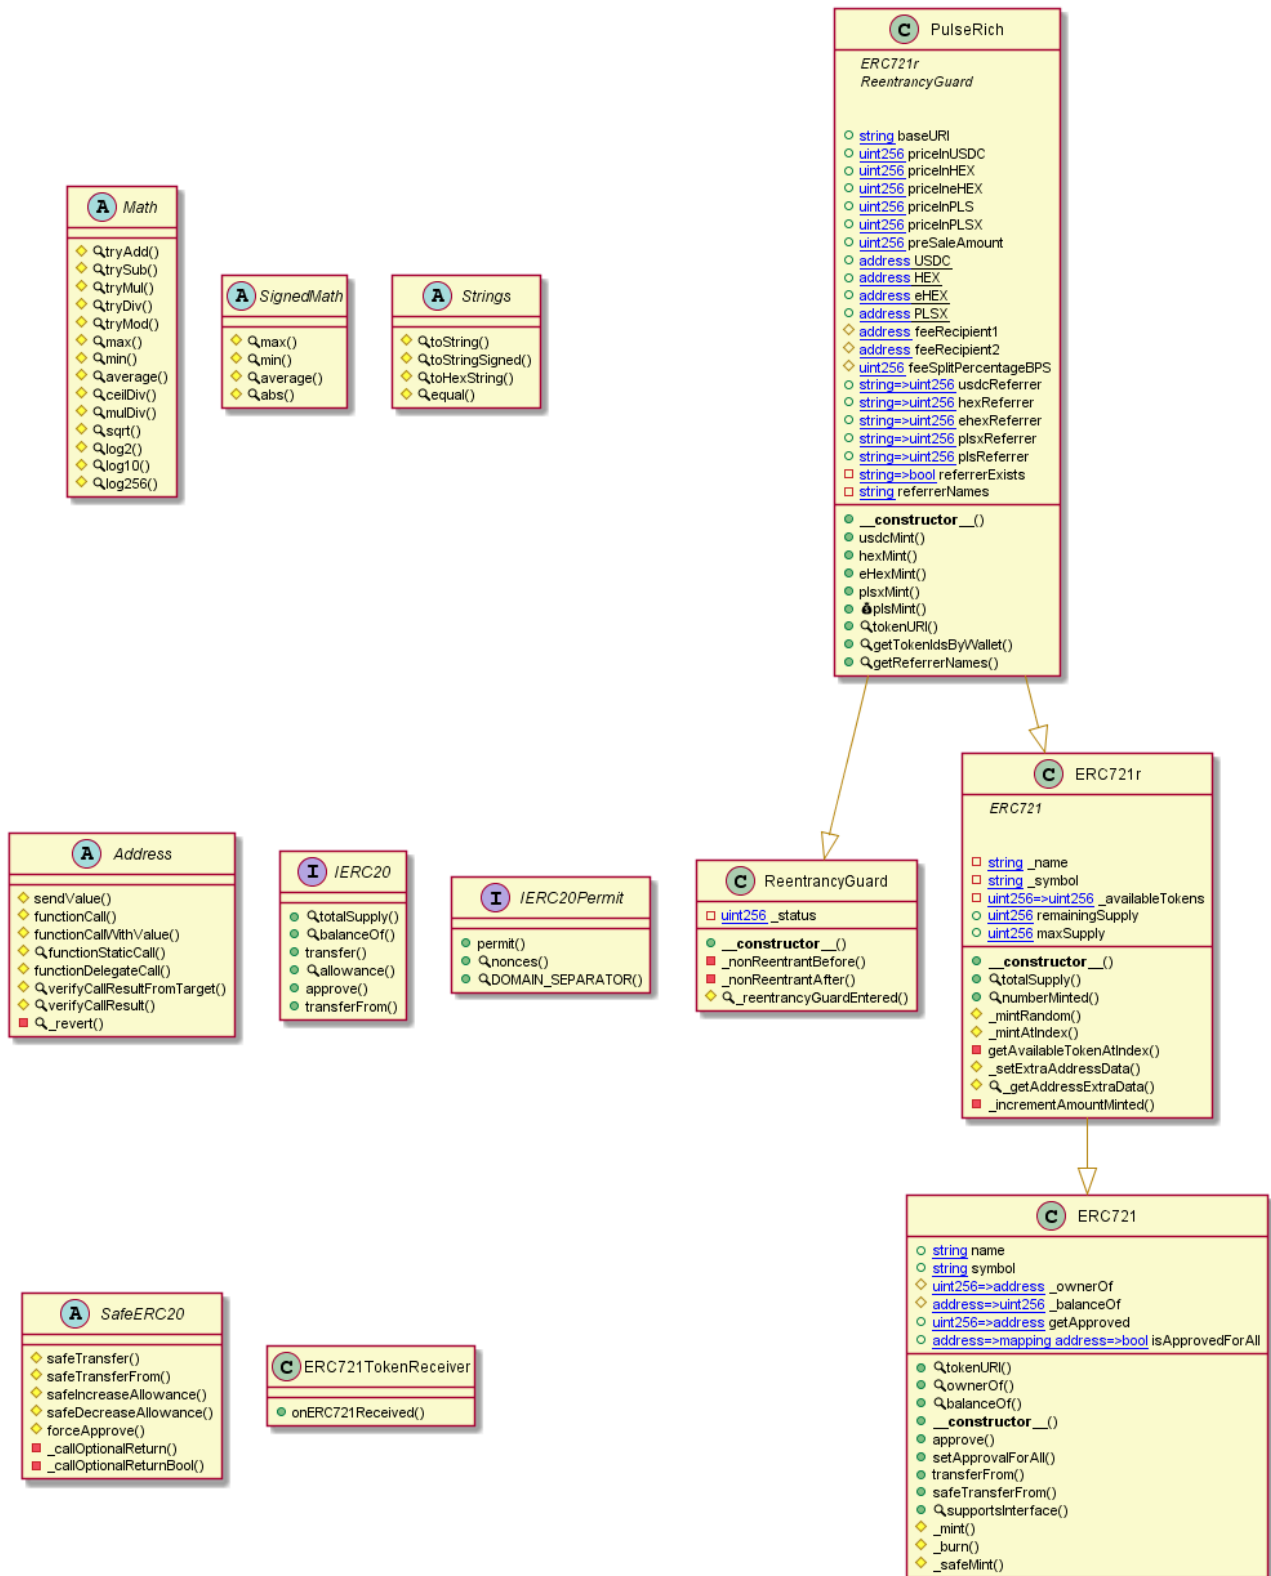 C PulseRich
ERC721r
ReentrancyGuard
string baseURI
uint256 priceInUSDC
uint256 priceInHEX
uint256 priceIneHEX
uint256 priceInPLS
uint256 priceInPLSX
uint256 preSaleAmount
address USDC
address HEX
address eHEX
address PLSX
address feeRecipient1
address feeRecipient2
uint256 feeSplitPercentageBPS
string=>uint256 usdcReferrer
string=>uint256 hexReferrer
string=>uint256 ehexReferrer
string=>uint256 plsxReferrer
string=>uint256 plsReferrer
string=>bool referrerExists
string referrerNames
__constructor__()
usdcMint()
hexMint()
eHexMint()
plsxMint()
plsMint()
tokenURI()
getTokenIdsByWallet()
getReferrerNames()
A Math
tryAdd()
trySub()
tryMul()
tryDiv()
tryMod()
max()
min()
average()
ceilDiv()
mulDiv()
sqrt()
log2()
log10()
log256()
A SignedMath
max()
min()
average()
abs()
A Strings
toString()
toStringSigned()
toHexString()
equal()
A Address
sendValue()
functionCall()
functionCallWithValue()
functionStaticCall()
functionDelegateCall()
verifyCallResultFromTarget()
verifyCallResult()
_revert()
I IERC20
totalSupply()
balanceOf()
transfer()
allowance()
approve()
transferFrom()
I IERC20Permit
permit()
nonces()
DOMAIN_SEPARATOR()
C ReentrancyGuard
uint256 _status
__constructor__()
_nonReentrantBefore()
_nonReentrantAfter()
_reentrancyGuardEntered()
C ERC721r
ERC721
string _name
string _symbol
uint256=>uint256 _availableTokens
uint256 remainingSupply
uint256 maxSupply
__constructor__()
totalSupply()
numberMinted()
_mintRandom()
_mintAtIndex()
getAvailableTokenAtIndex()
_setExtraAddressData()
_getAddressExtraData()
_incrementAmountMinted()
A SafeERC20
safeTransfer()
safeTransferFrom()
safeIncreaseAllowance()
safeDecreaseAllowance()
forceApprove()
_callOptionalReturn()
_callOptionalReturnBool()
C ERC721TokenReceiver
onERC721Received()
C ERC721
string name
string symbol
uint256=>address _ownerOf
address=>uint256 _balanceOf
uint256=>address getApproved
address=>mapping address=>bool isApprovedForAll
tokenURI()
ownerOf()
balanceOf()
__constructor__()
approve()
setApprovalForAll()
transferFrom()
safeTransferFrom()
supportsInterface()
_mint()
_burn()
_safeMint()